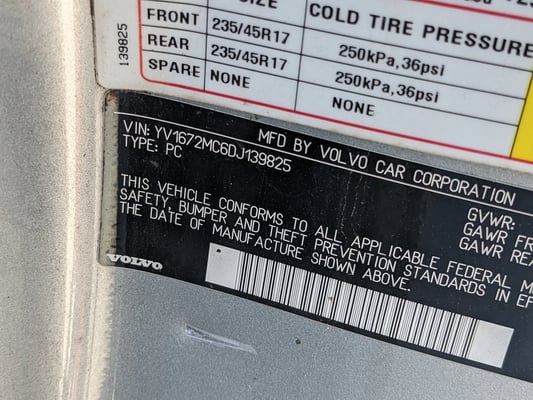 SIZE COLD TIRE PRESSURE
FRONT 235/45R17 250kPa,36psi
REAR 235/45R17 250kPa,36psi
SPARE NONE NONE
139825
MFD BY VOLVO CAR CORPORATION
VIN: YV1672MC6DJ139825
TYPE: PC
GVWR:
GAWR FR
GAWR REA
THIS VEHICLE CONFORMS TO ALL APPLICABLE FEDERAL M
SAFETY, BUMPER AND THEFT PREVENTION STANDARDS IN EF
THE DATE OF MANUFACTURE SHOWN ABOVE.
VOLVO